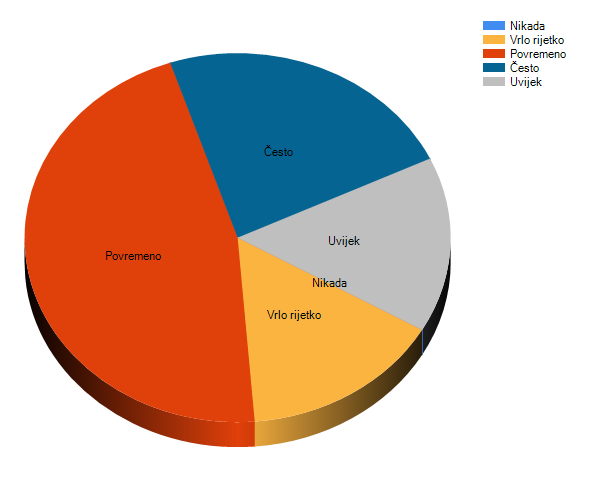 Nikada
Vrlo rijetko
Povremeno
Često
Uvijek
Često
Uvijek
Povremeno
Nikada
Vrlo rijetko